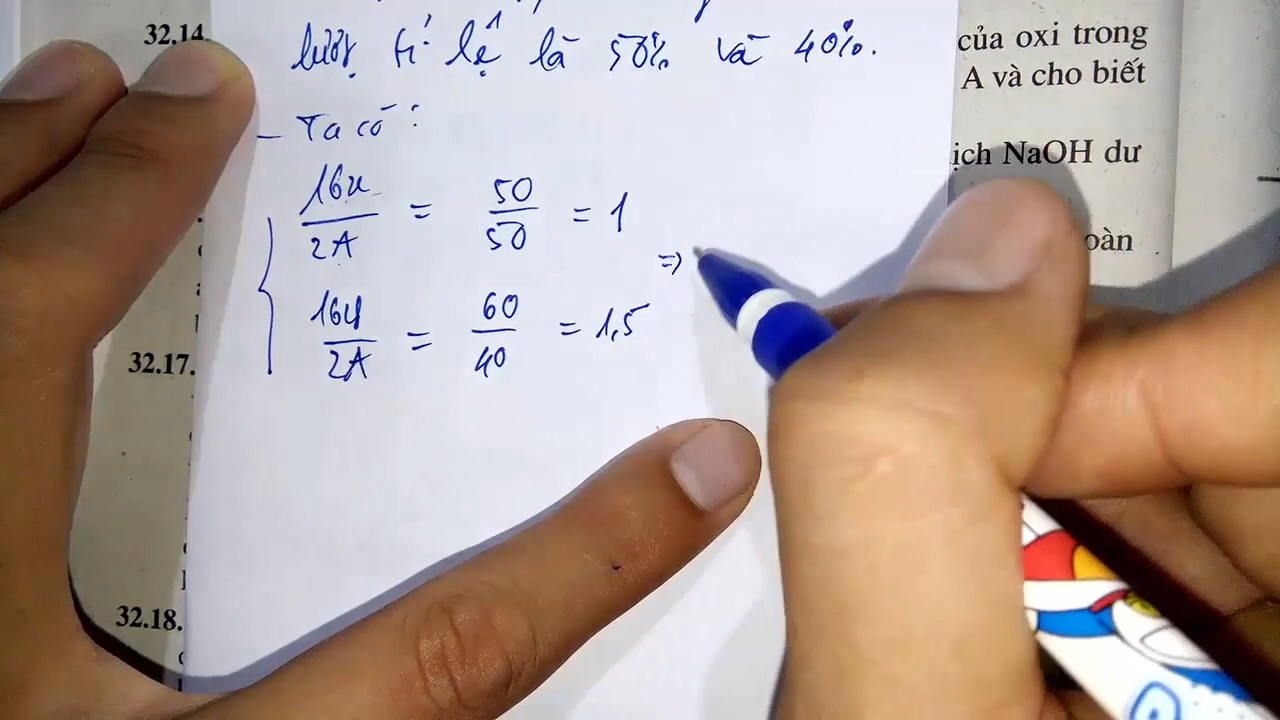 32.14.
lượng tỉ lệ là 50% và 40%.
của oxi trong
A và cho biết
- Ta có:
ịch NaOH dư
16x/2A = 50/50 = 1
=>
oàn
16y/2A = 60/40 = 1,5
32.17.
32.18.